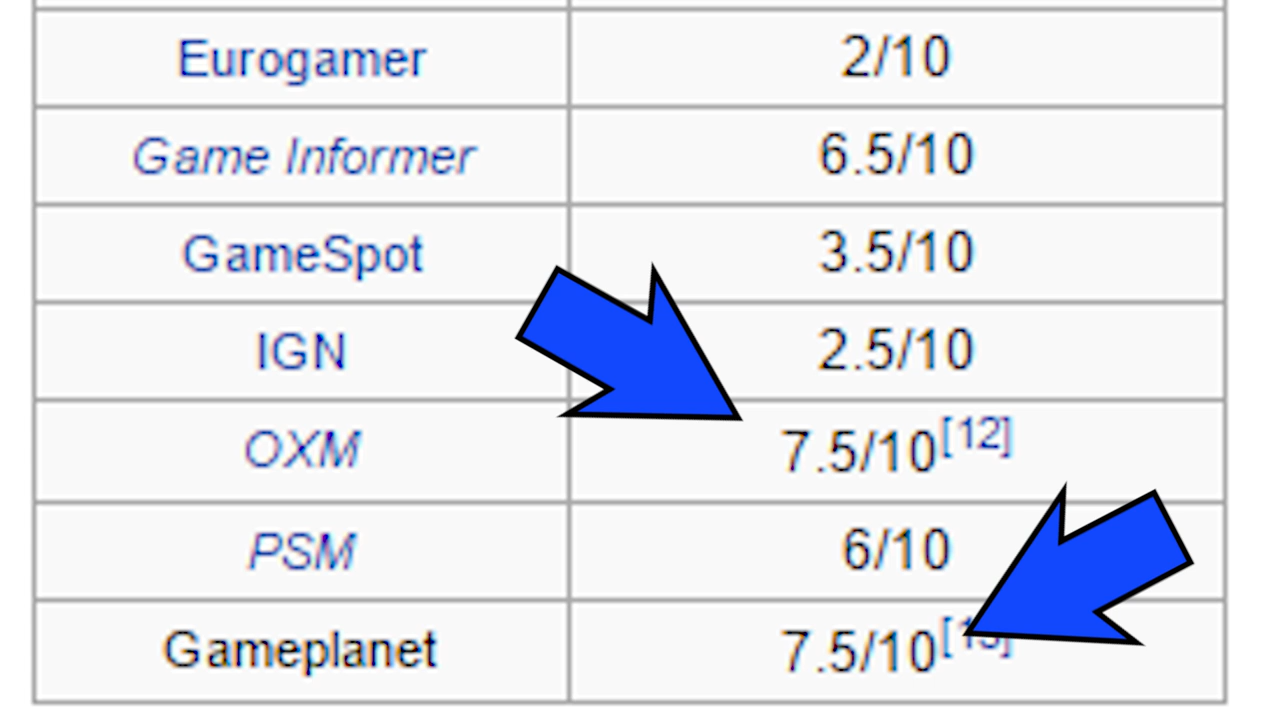 Eurogamer 2/10
Game Informer 6.5/10
GameSpot 3.5/10
IGN 2.5/10
OXM 7.5/10[12]
PSM 6/10
Gameplanet 7.5/10[13]